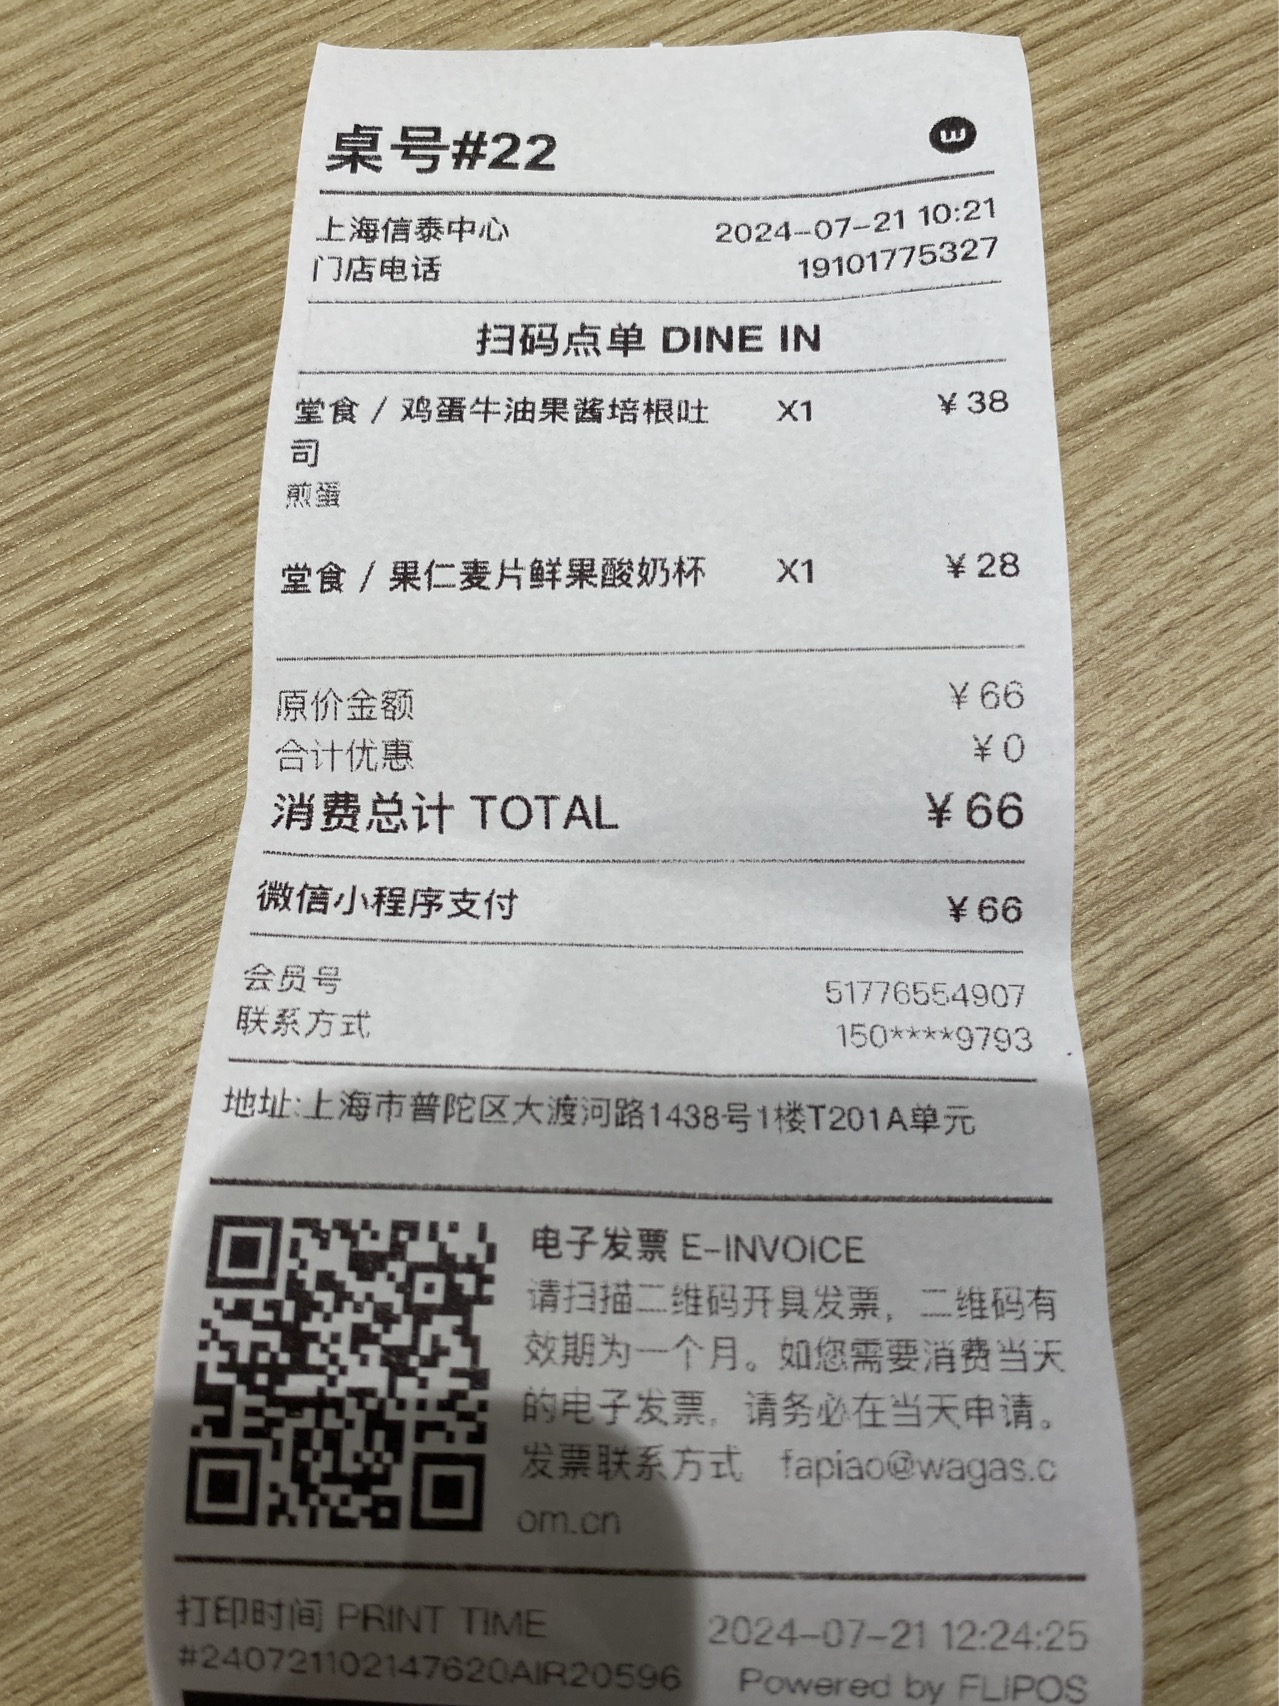 桌号#22
上海信泰中心 2024-07-21 10:21
门店电话 19101775327
扫码点单 DINE IN
堂食 / 鸡蛋牛油果酱培根吐 X1 ¥38
司
煎蛋
堂食 / 果仁麦片鲜果酸奶杯 X1 ¥28
原价金额 ¥66
合计优惠 ¥0
消费总计 TOTAL ¥66
微信小程序支付 ¥66
会员号 51776554907
联系方式 150****9793
地址:上海市普陀区大渡河路1438号1楼T201A单元
电子发票 E-INVOICE
请扫描二维码开具发票，二维码有
效期为一个月。如您需要消费当天
的电子发票，请务必在当天申请。
发票联系方式 fapiao@wagas.c
om.cn
打印时间 PRINT TIME 2024-07-21 12:24:25
#240721102147620AIR20596 Powered by FLIPOS